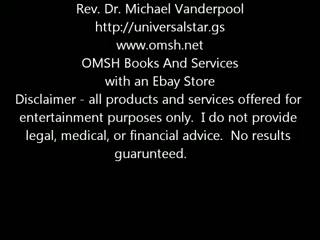 Rev. Dr. Michael Vanderpool
http://universalstar.gs
www.omsh.net
OMSH Books And Services
with an Ebay Store
Disclaimer - all products and services offered for
entertainment purposes only.  I do not provide
legal, medical, or financial advice.  No results
guarunteed.